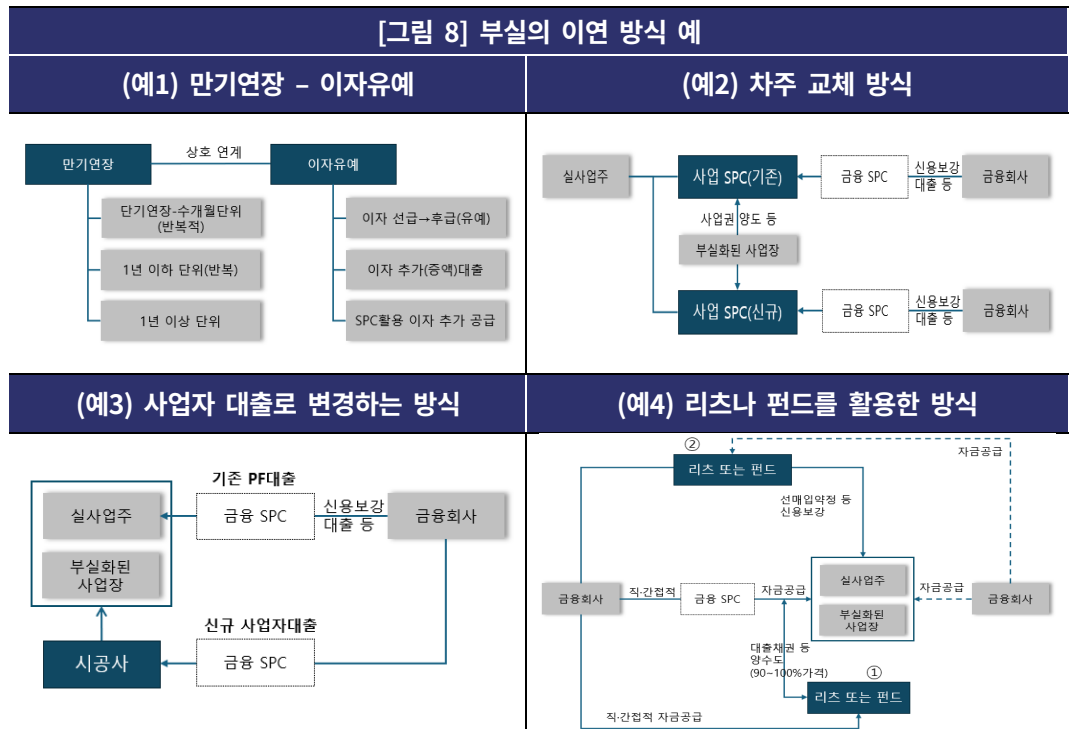 [그림 8] 부실의 이연 방식 예
(예1) 만기연장 – 이자유예
만기연장
상호 연계
이자유예
단기연장-수개월단위
(반복적)
1년 이하 단위(반복)
1년 이상 단위
이자 선급→후급(유예)
이자 추가(증액)대출
SPC활용 이자 추가 공급
(예2) 차주 교체 방식
실사업주
사업 SPC(기존)
금융 SPC
신용보강
대출 등
금융회사
사업권 양도 등
부실화된 사업장
사업 SPC(신규)
금융 SPC
신용보강
대출 등
금융회사
(예3) 사업자 대출로 변경하는 방식
기존 PF대출
실사업주
금융 SPC
신용보강
대출 등
금융회사
부실화된
사업장
신규 사업자대출
시공사
금융 SPC
(예4) 리츠나 펀드를 활용한 방식
②
리츠 또는 펀드
자금공급
선매입약정 등
신용보강
금융회사
직·간접적
금융 SPC
자금공급
실사업주
부실화된
사업장
자금공급
금융회사
대출채권 등
양수도
(90~100%가격)
①
리츠 또는 펀드
직·간접적 자금공급